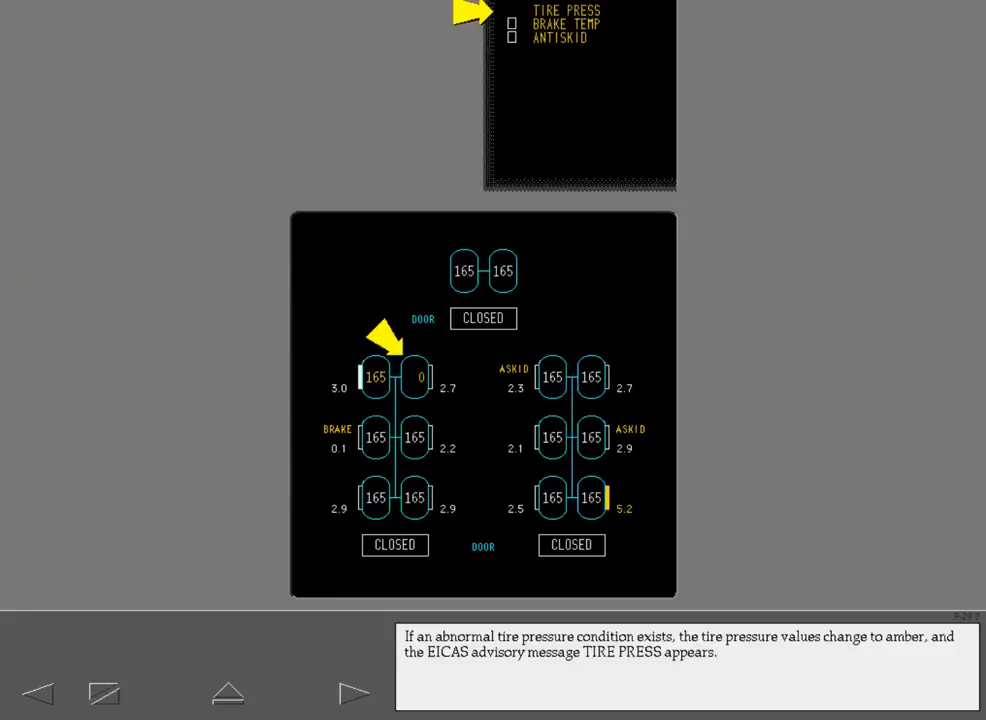 TIRE PRESS
BRAKE TEMP
ANTISKID
165 165
DOOR CLOSED
ASKID
3.0 165 0 2.7 2.3 165 165 2.7
BRAKE ASKID
0.1 165 165 2.2 2.1 165 165 2.9
2.9 165 165 2.9 2.5 165 165 5.2
CLOSED DOOR CLOSED
If an abnormal tire pressure condition exists, the tire pressure values change to amber, and
the EICAS advisory message TIRE PRESS appears.